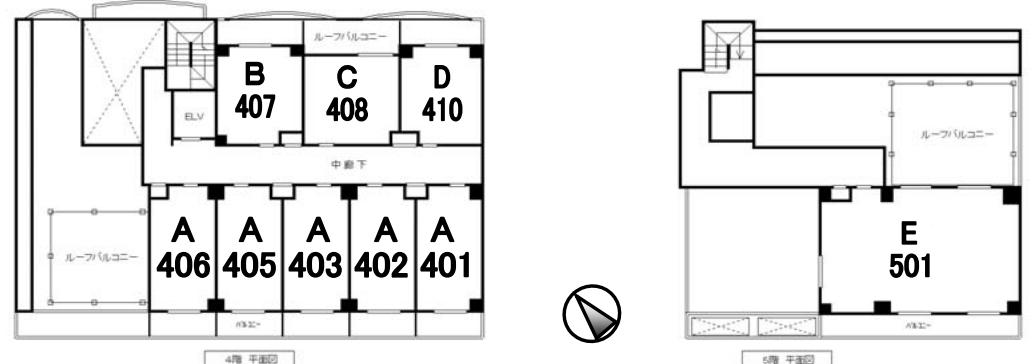 ルーフバルコニー
B
407
C
408
D
410
ELV
中廊下
A
406
A
405
A
403
A
402
A
401
ルーフバルコニー
バルコニー
4階 平面図
ルーフバルコニー
E
501
バルコニー
5階 平面図